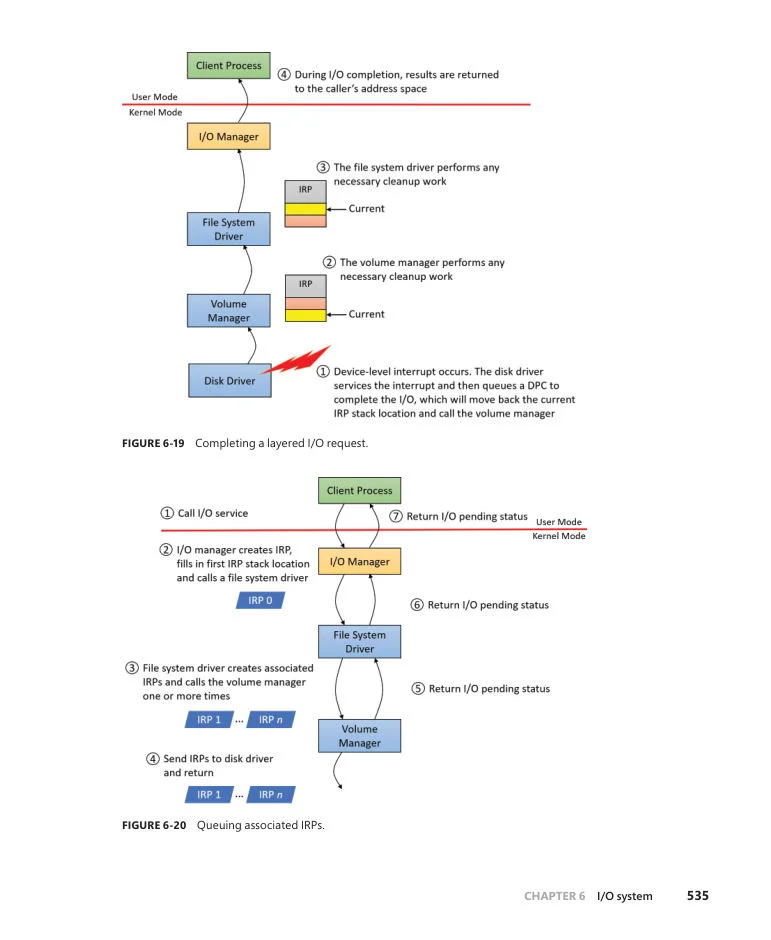 Client Process
④ During I/O completion, results are returned
to the caller's address space
User Mode
Kernel Mode
I/O Manager
③ The file system driver performs any
necessary cleanup work
IRP
Current
File System
Driver
② The volume manager performs any
necessary cleanup work
IRP
Volume
Manager
Current
① Device-level interrupt occurs. The disk driver
services the interrupt and then queues a DPC to
complete the I/O, which will move back the current
IRP stack location and call the volume manager
Disk Driver
FIGURE 6-19 Completing a layered I/O request.
Client Process
① Call I/O service
⑦ Return I/O pending status
User Mode
Kernel Mode
② I/O manager creates IRP,
fills in first IRP stack location
and calls a file system driver
I/O Manager
IRP 0
⑥ Return I/O pending status
File System
Driver
③ File system driver creates associated
IRPs and calls the volume manager
one or more times
⑤ Return I/O pending status
IRP 1 ... IRP n
Volume
Manager
④ Send IRPs to disk driver
and return
IRP 1 ... IRP n
FIGURE 6-20 Queuing associated IRPs.
CHAPTER 6 I/O system 535